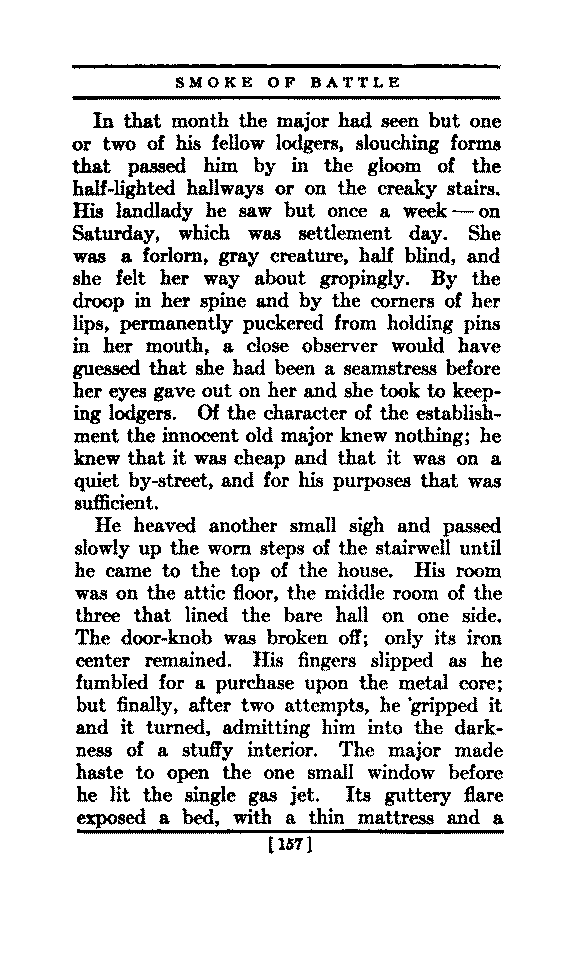 SMOKE OF BATTLE
In that month the major had seen but one
or two of his fellow lodgers, slouching forms
that passed him by in the gloom of the
half-lighted hallways or on the creaky stairs.
His landlady he saw but once a week — on
Saturday, which was settlement day. She
was a forlorn, gray creature, half blind, and
she felt her way about gropingly. By the
droop in her spine and by the corners of her
lips, permanently puckered from holding pins
in her mouth, a close observer would have
guessed that she had been a seamstress before
her eyes gave out on her and she took to keep-
ing lodgers. Of the character of the establish-
ment the innocent old major knew nothing; he
knew that it was cheap and that it was on a
quiet by-street, and for his purposes that was
sufficient.
He heaved another small sigh and passed
slowly up the worn steps of the stairwell until
he came to the top of the house. His room
was on the attic floor, the middle room of the
three that lined the bare hall on one side.
The door-knob was broken off; only its iron
center remained. His fingers slipped as he
fumbled for a purchase upon the metal core;
but finally, after two attempts, he gripped it
and it turned, admitting him into the dark-
ness of a stuffy interior. The major made
haste to open the one small window before
he lit the single gas jet. Its guttery flare
exposed a bed, with a thin mattress and a
[157]